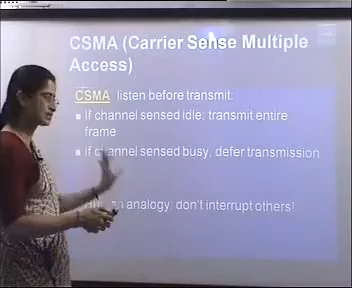 CSMA (Carrier Sense Multiple
Access)
CSMA listen before transmit:
If channel sensed idle: transmit entire
frame
If channel sensed busy, defer transmission
analogy: don't interrupt others!